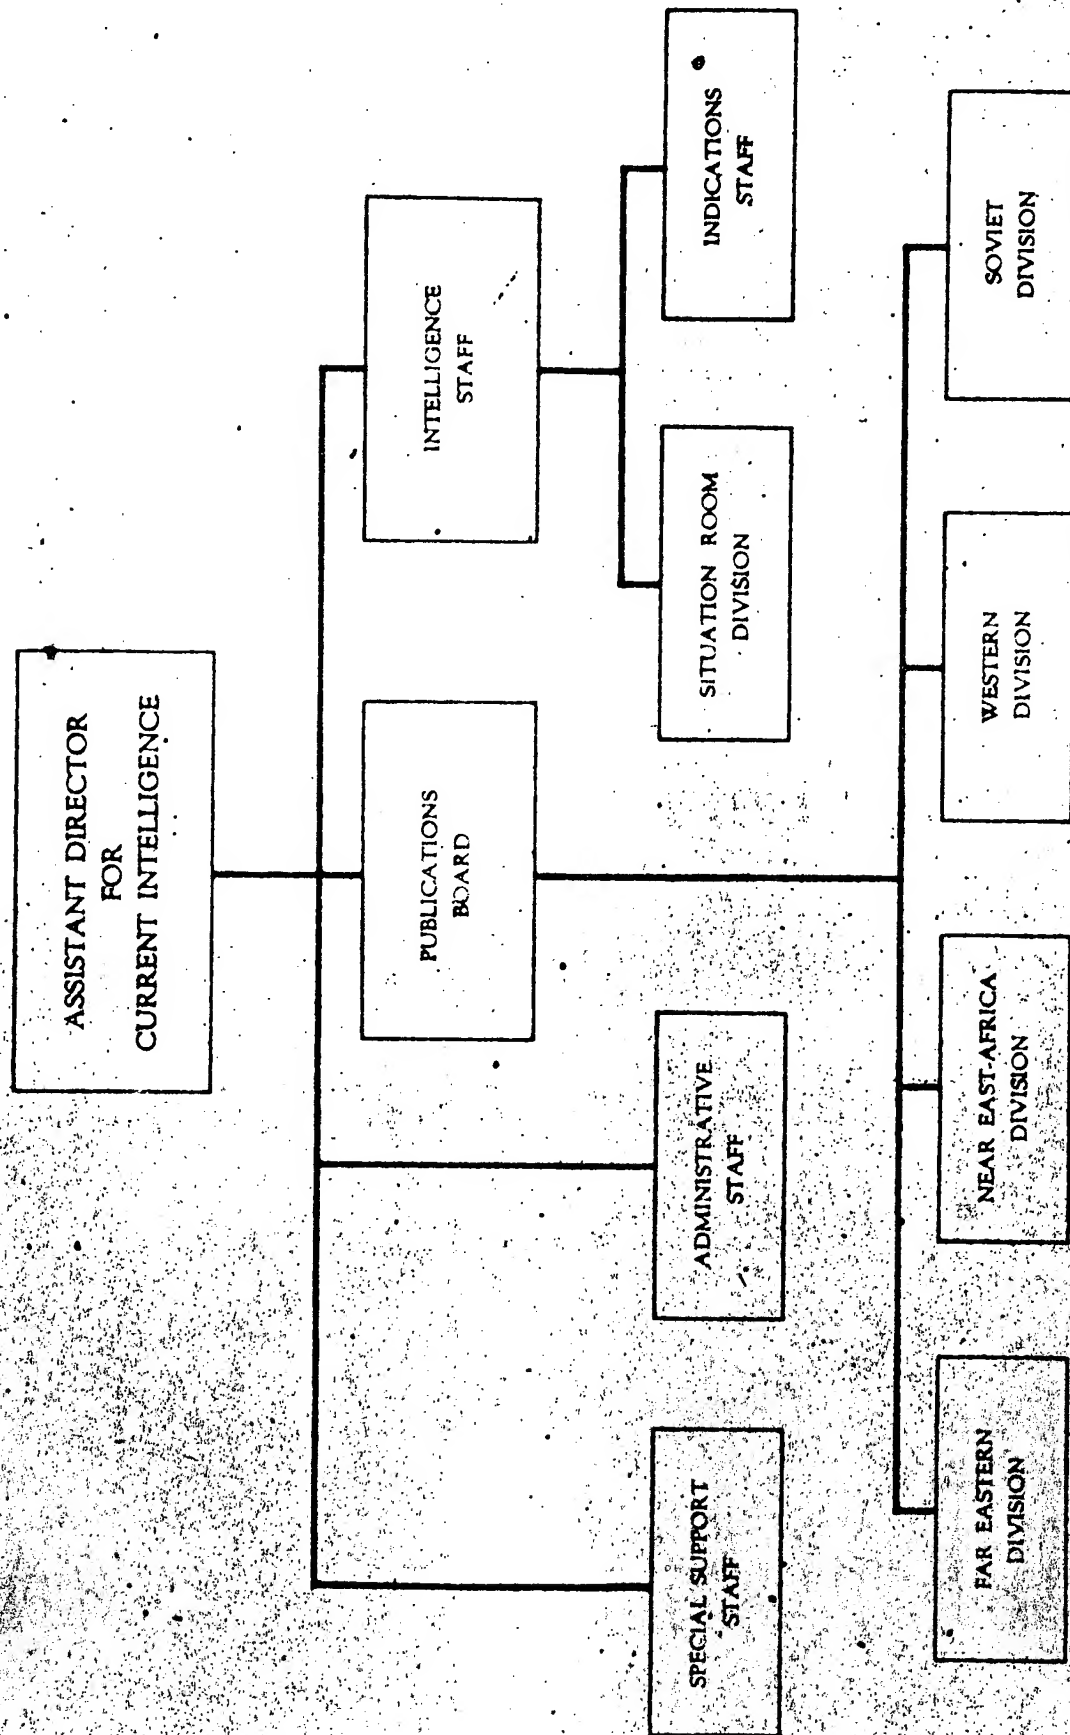 ASSISTANT DIRECTOR
FOR
CURRENT INTELLIGENCE
PUBLICATIONS
BOARD
INTELLIGENCE
STAFF
SPECIAL SUPPORT
STAFF
ADMINISTRATIVE
STAFF
SITUATION ROOM
DIVISION
INDICATIONS
STAFF
FAR EASTERN
DIVISION
NEAR EAST-AFRICA
DIVISION
WESTERN
DIVISION
SOVIET
DIVISION